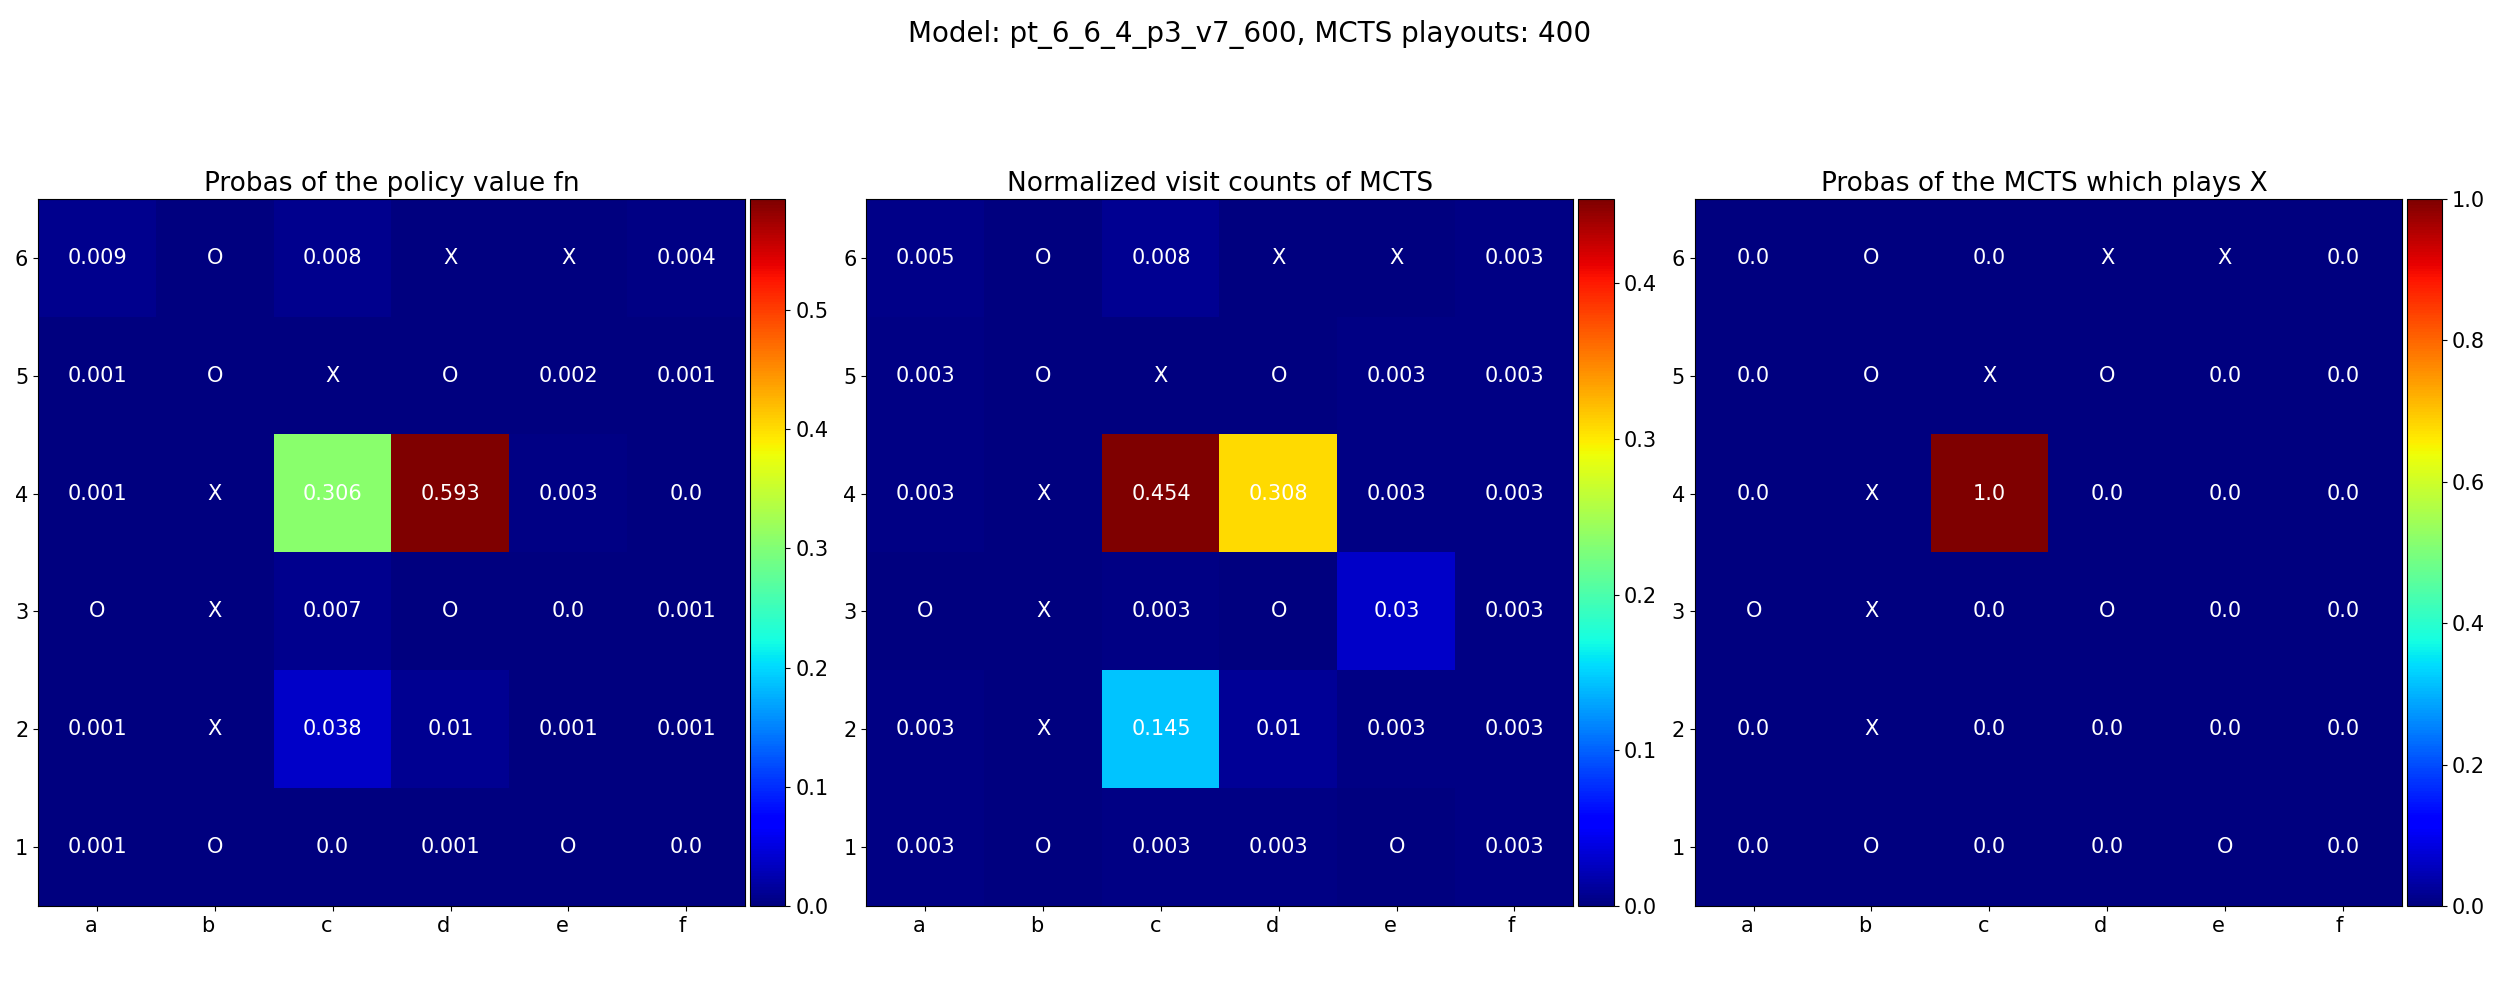 Model: pt_6_6_4_p3_v7_600, MCTS playouts: 400
Probas of the policy value fn
6 0.009 O 0.008 X X 0.004
5 0.001 O X O 0.002 0.001
4 0.001 X 0.306 0.593 0.003 0.0
3 O X 0.007 O 0.0 0.001
2 0.001 X 0.038 0.01 0.001 0.001
1 0.001 O 0.0 0.001 O 0.0
a b c d e f
0.5
0.4
0.3
0.2
0.1
0.0
Normalized visit counts of MCTS
6 0.005 O 0.008 X X 0.003
5 0.003 O X O 0.003 0.003
4 0.003 X 0.454 0.308 0.003 0.003
3 O X 0.003 O 0.03 0.003
2 0.003 X 0.145 0.01 0.003 0.003
1 0.003 O 0.003 0.003 O 0.003
a b c d e f
0.4
0.3
0.2
0.1
0.0
Probas of the MCTS which plays X
6 0.0 O 0.0 X X 0.0
5 0.0 O X O 0.0 0.0
4 0.0 X 1.0 0.0 0.0 0.0
3 O X 0.0 O 0.0 0.0
2 0.0 X 0.0 0.0 0.0 0.0
1 0.0 O 0.0 0.0 O 0.0
a b c d e f
1.0
0.8
0.6
0.4
0.2
0.0